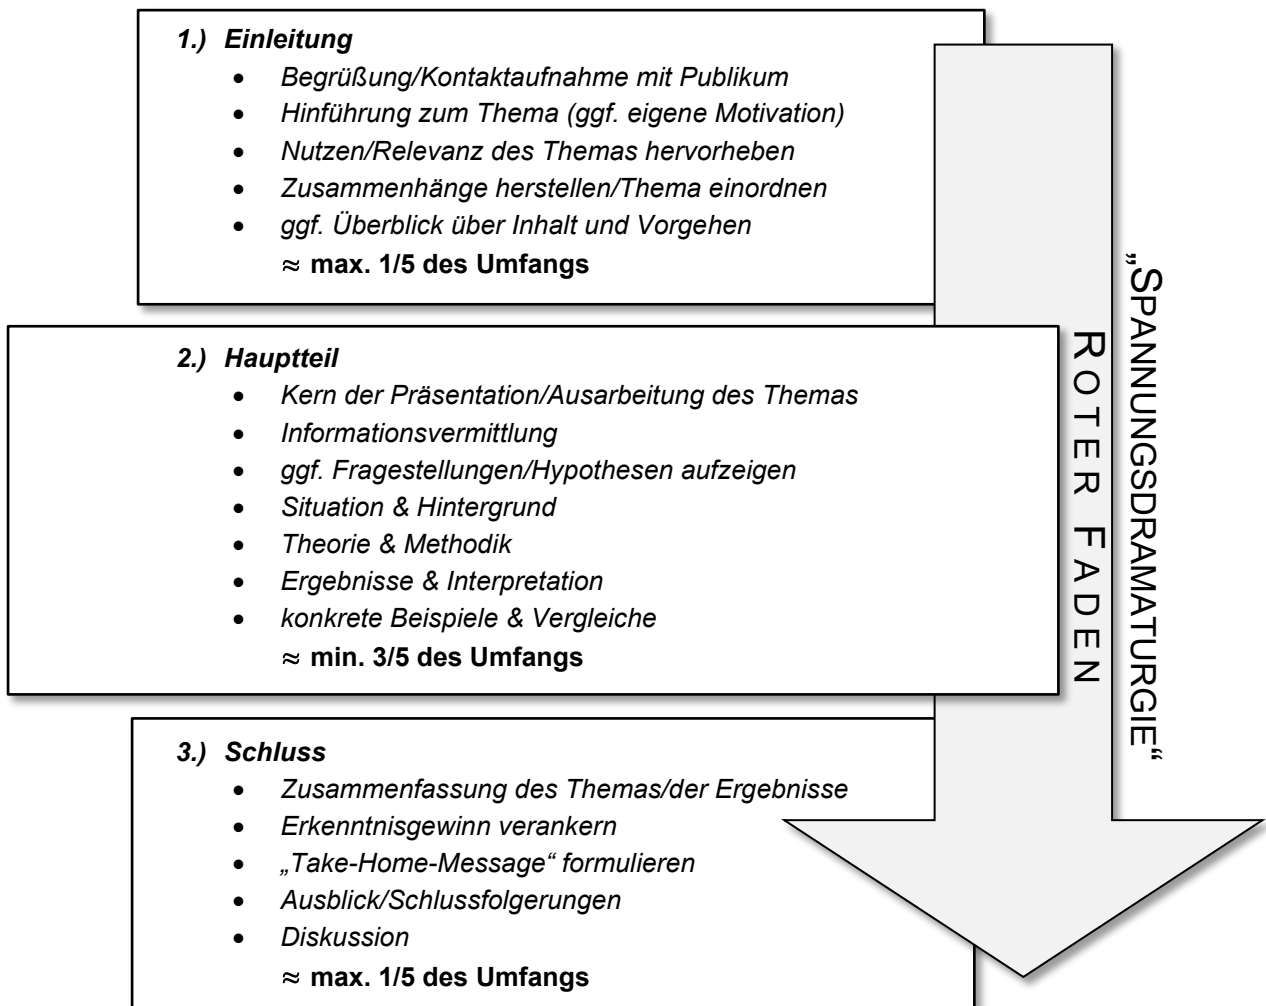 1.) Einleitung
• Begrüßung/Kontaktaufnahme mit Publikum
• Hinführung zum Thema (ggf. eigene Motivation)
• Nutzen/Relevanz des Themas hervorheben
• Zusammenhänge herstellen/Thema einordnen
• ggf. Überblick über Inhalt und Vorgehen
≈ max. 1/5 des Umfangs
2.) Hauptteil
• Kern der Präsentation/Ausarbeitung des Themas
• Informationsvermittlung
• ggf. Fragestellungen/Hypothesen aufzeigen
• Situation & Hintergrund
• Theorie & Methodik
• Ergebnisse & Interpretation
• konkrete Beispiele & Vergleiche
≈ min. 3/5 des Umfangs
3.) Schluss
• Zusammenfassung des Themas/der Ergebnisse
• Erkenntnisgewinn verankern
• „Take-Home-Message“ formulieren
• Ausblick/Schlussfolgerungen
• Diskussion
≈ max. 1/5 des Umfangs
„SPANNUNGSDRAMATURGIE“
ROTER FADEN